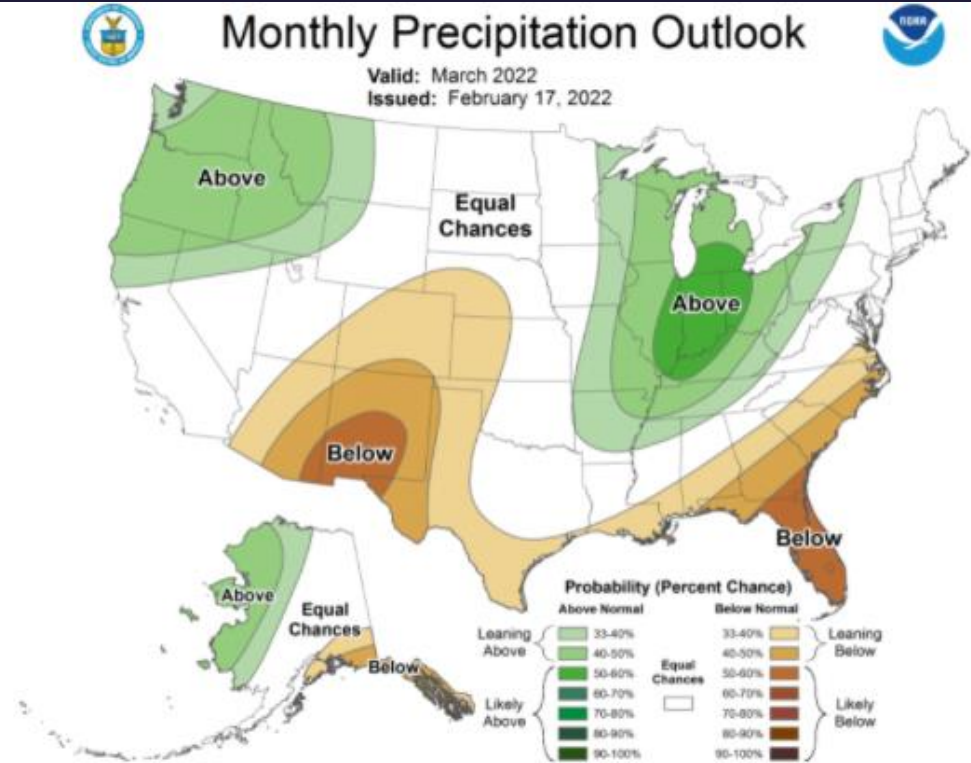 Monthly Precipitation Outlook
NOAA
Valid: March 2022
Issued: February 17, 2022
Above
Equal
Chances
Above
Below
Below
Above
Equal
Chances
Below
Probability (Percent Chance)
Above Normal
Below Normal
Leaning
Above
33-40%
40-50%
Likely
Above
50-60%
60-70%
70-80%
80-90%
90-100%
Equal
Chances
33-40%
40-50%
Leaning
Below
50-60%
60-70%
70-80%
80-90%
90-100%
Likely
Below